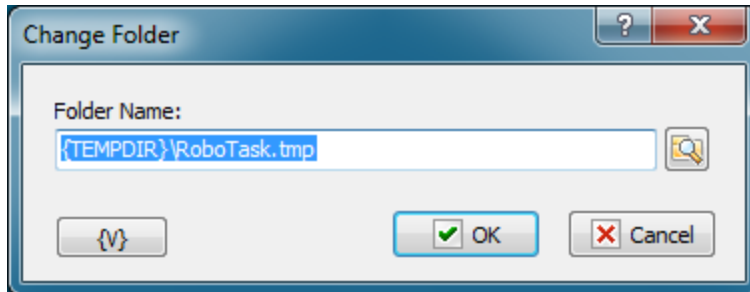 Change Folder
?
Folder Name:
{TEMPDIR}\RoboTask.tmp
{V}
OK
Cancel